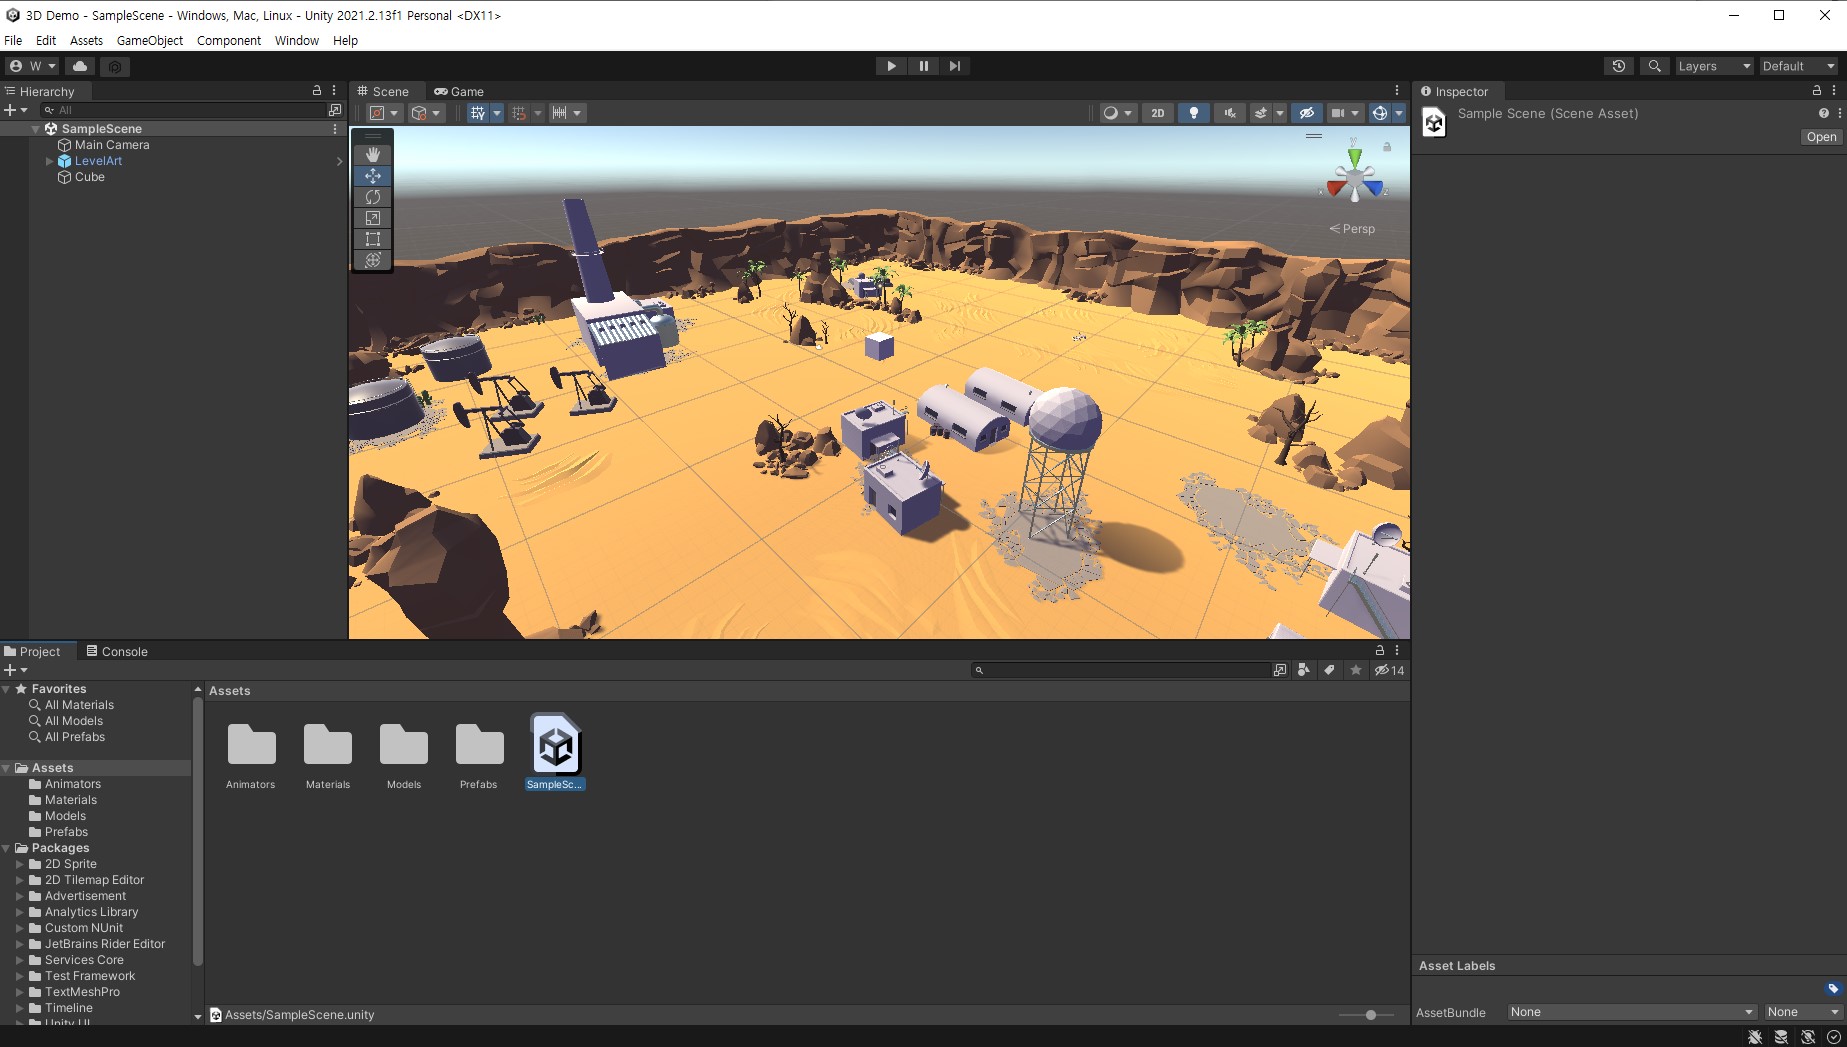 3D Demo - SampleScene - Windows, Mac, Linux - Unity 2021.2.13f1 Personal <DX11>
File Edit Assets GameObject Component Window Help
W
Layers
Default
Hierarchy
All
SampleScene
Main Camera
LevelArt
Cube
Scene
Game
2D
y
x
z
Persp
Inspector
Sample Scene (Scene Asset)
Open
Project
Console
14
Favorites
All Materials
All Models
All Prefabs
Assets
Animators
Materials
Models
Prefabs
Packages
2D Sprite
2D Tilemap Editor
Advertisement
Analytics Library
Custom NUnit
JetBrains Rider Editor
Services Core
Test Framework
TextMeshPro
Timeline
Unity UI
Assets
Animators
Materials
Models
Prefabs
SampleSc...
Assets/SampleScene.unity
Asset Labels
AssetBundle
None
None